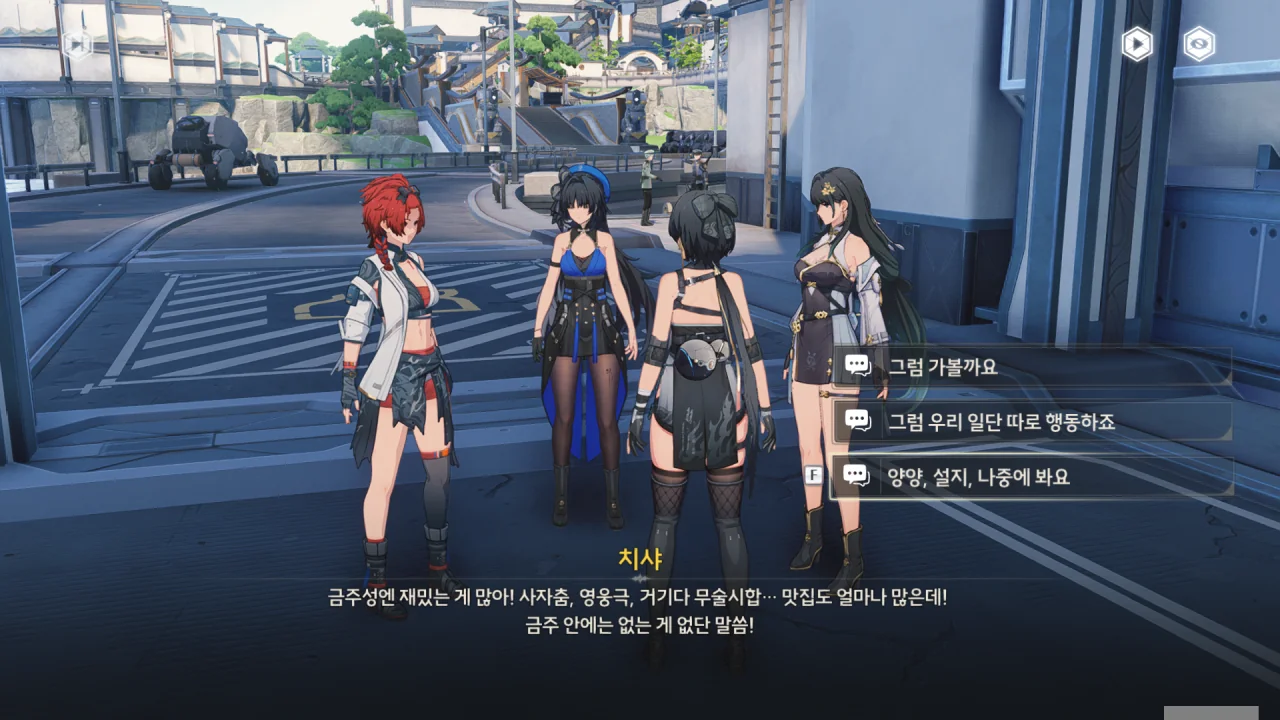 그럼 가볼까요
그럼 우리 일단 따로 행동하죠
F 양양, 설지, 나중에 봐요
치샤
금주성엔 재밌는 게 많아! 사자춤, 영웅극, 거기다 무술시합… 맛집도 얼마나 많은데!
금주 안에는 없는 게 없단 말씀!